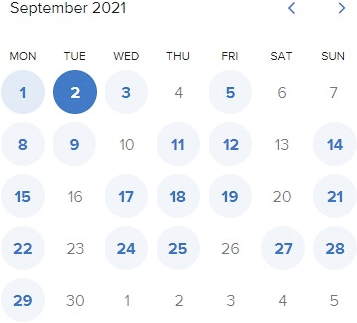 September 2021
MON TUE WED THU FRI SAT SUN
1 2 3 4 5 6 7
8 9 10 11 12 13 14
15 16 17 18 19 20 21
22 23 24 25 26 27 28
29 30 1 2 3 4 5